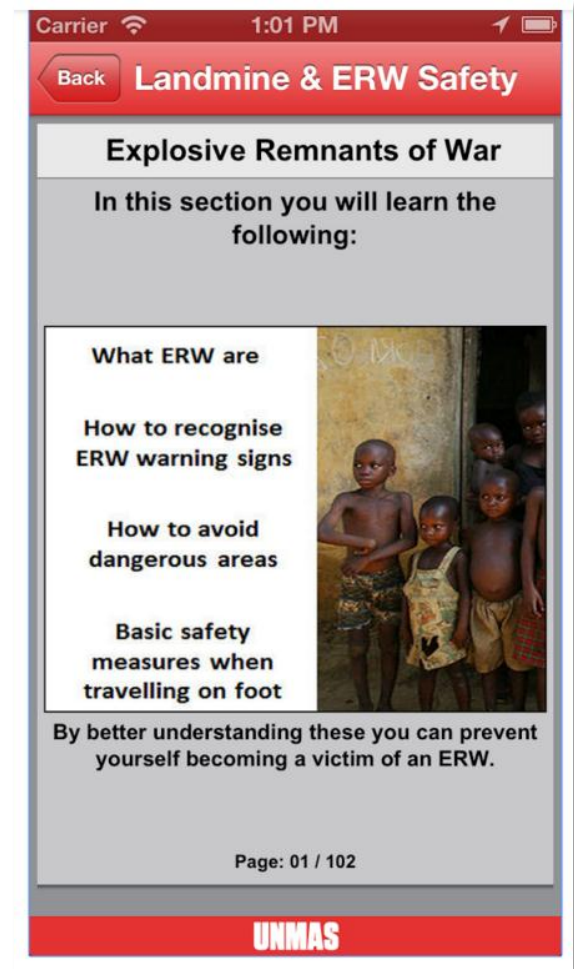 Carrier 1:01 PM
Back Landmine & ERW Safety
Explosive Remnants of War
In this section you will learn the
following:
What ERW are
How to recognise
ERW warning signs
How to avoid
dangerous areas
Basic safety
measures when
travelling on foot
By better understanding these you can prevent
yourself becoming a victim of an ERW.
Page: 01 / 102
UNMAS